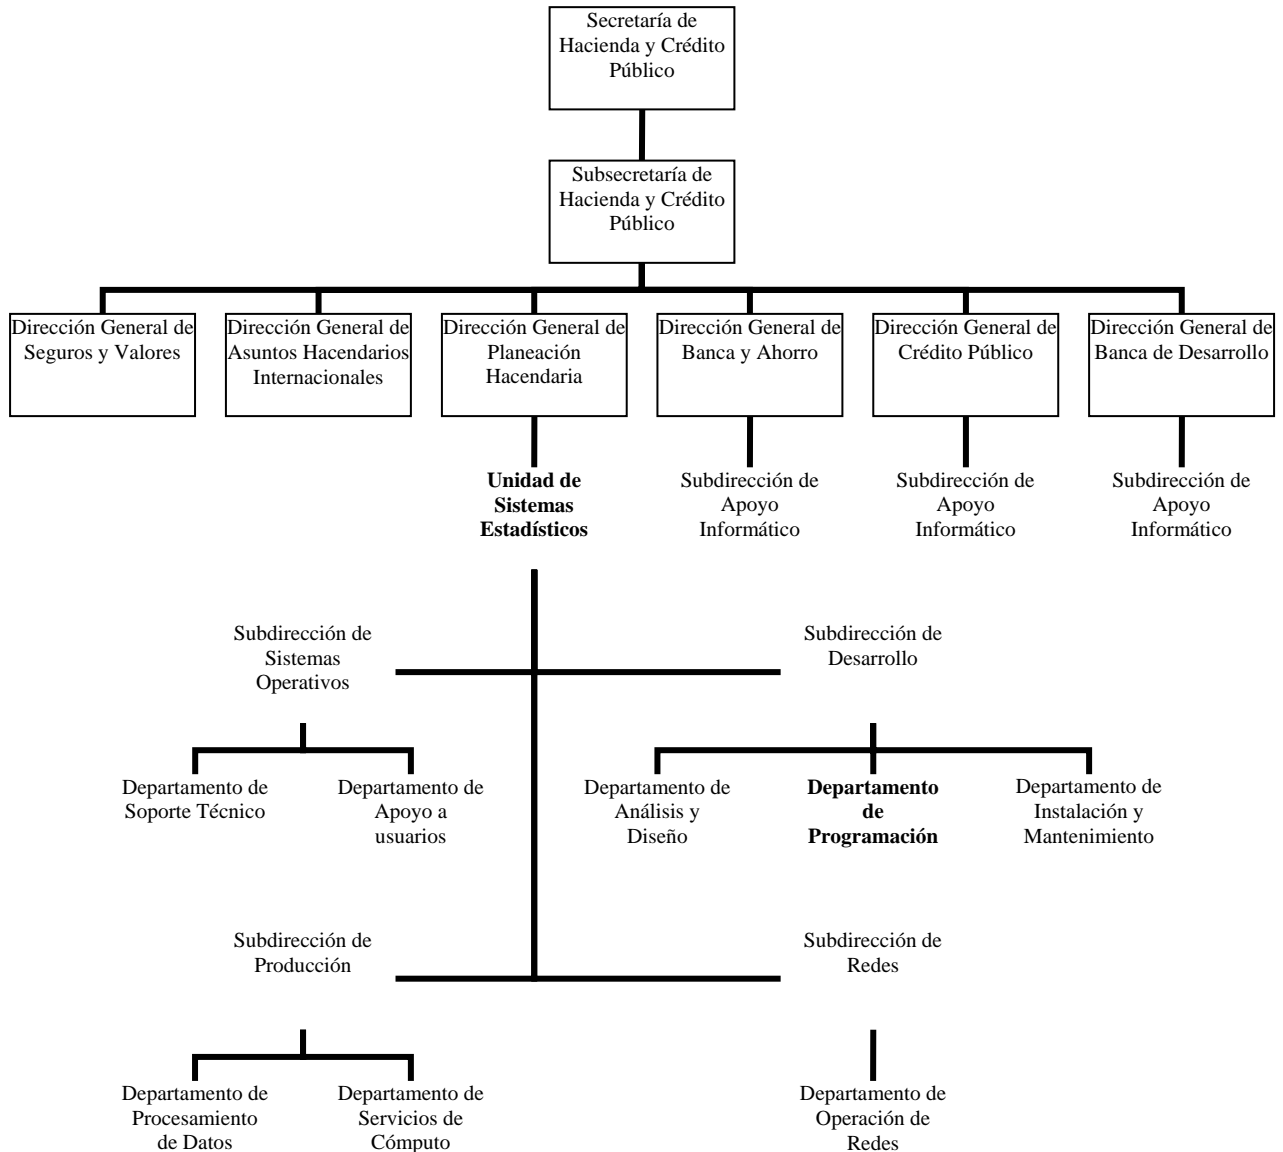 Secretaría de
Hacienda y Crédito
Público
Subsecretaría de
Hacienda y Crédito
Público
Dirección General de
Seguros y Valores
Dirección General de
Asuntos Hacendarios
Internacionales
Dirección General de
Planeación
Hacendaria
Dirección General de
Banca y Ahorro
Dirección General de
Crédito Público
Dirección General de
Banca de Desarrollo
Unidad de
Sistemas
Estadísticos
Subdirección de
Apoyo
Informático
Subdirección de
Apoyo
Informático
Subdirección de
Apoyo
Informático
Subdirección de
Sistemas
Operativos
Subdirección de
Desarrollo
Departamento de
Soporte Técnico
Departamento de
Apoyo a
usuarios
Departamento de
Análisis y
Diseño
Departamento
de
Programación
Departamento de
Instalación y
Mantenimiento
Subdirección de
Producción
Subdirección de
Redes
Departamento de
Procesamiento
de Datos
Departamento de
Servicios de
Cómputo
Departamento de
Operación de
Redes